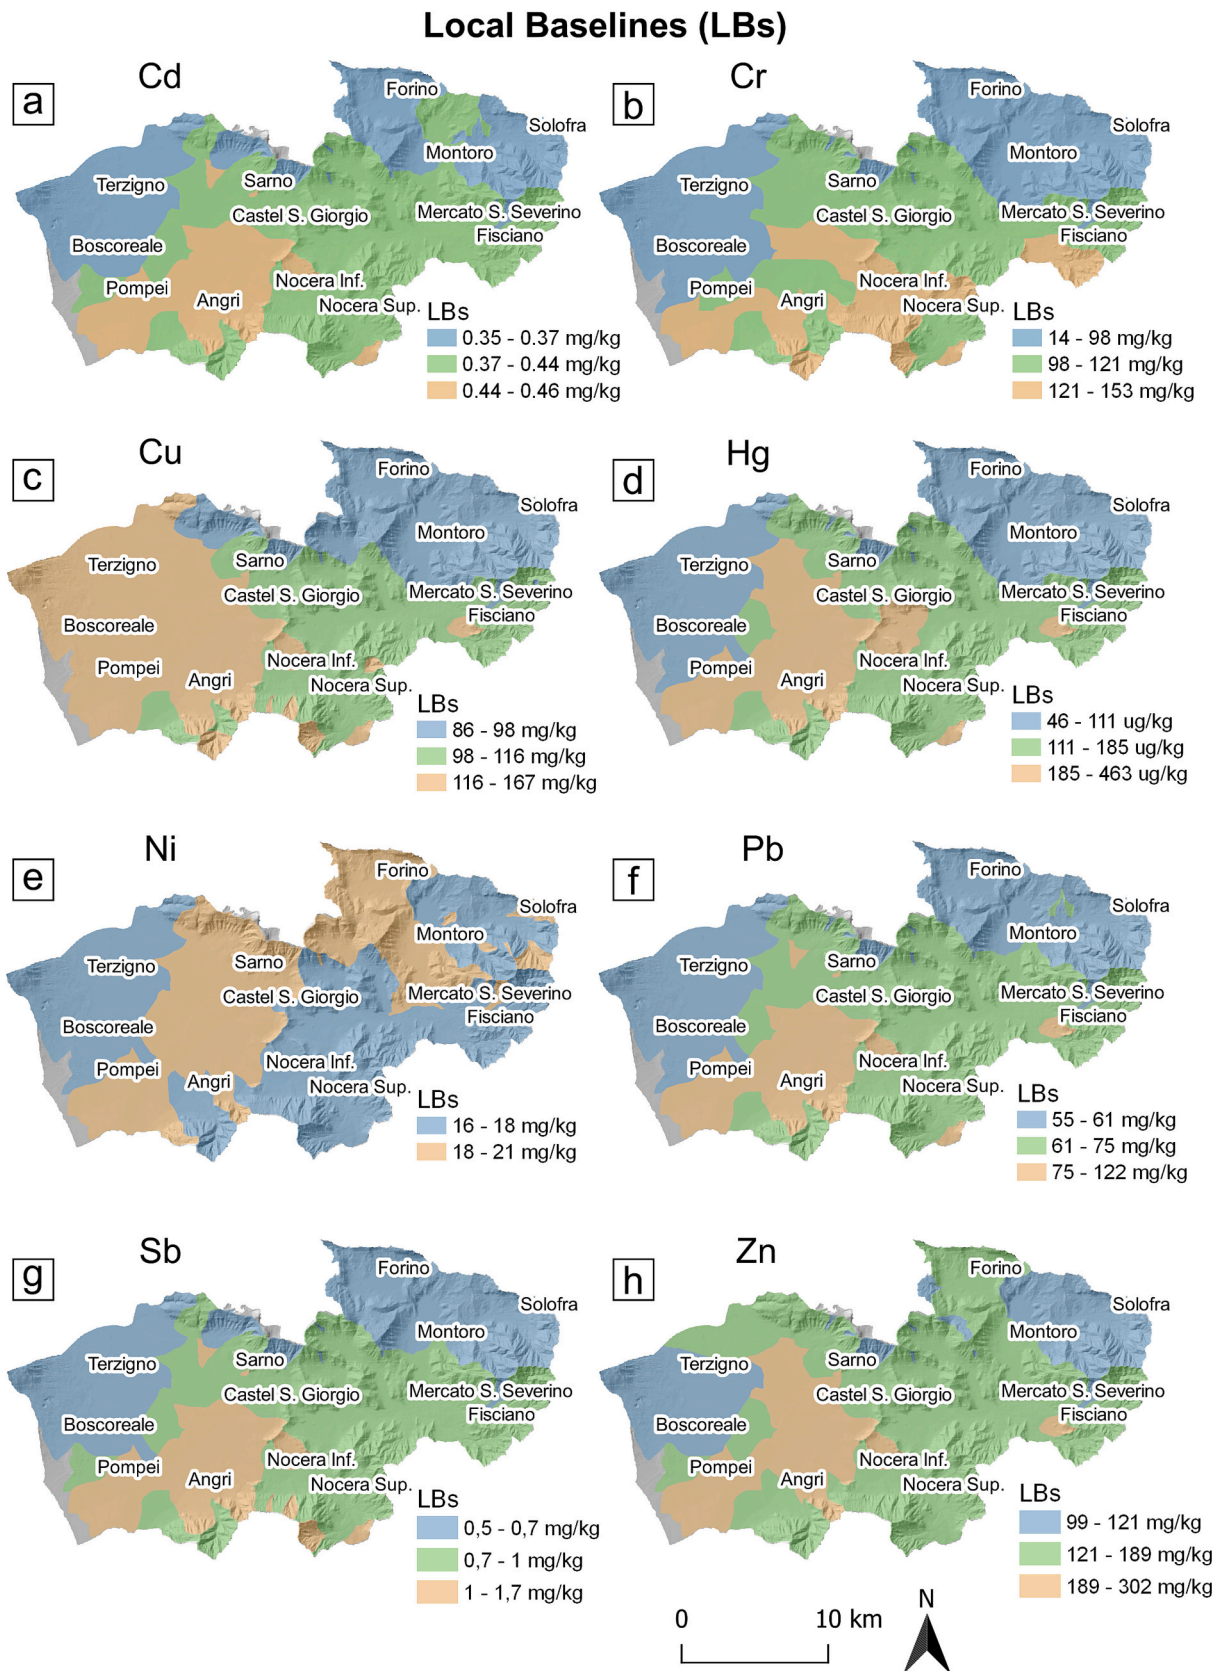 Local Baselines (LBs)
a
Cd
Forino
Solofra
Montoro
Terzigno
Sarno
Castel S. Giorgio
Mercato S. Severino
Fisciano
Boscoreale
Nocera Inf.
Pompei
Angri
Nocera Sup.
LBs
0.35 - 0.37 mg/kg
0.37 - 0.44 mg/kg
0.44 - 0.46 mg/kg
b
Cr
Forino
Solofra
Montoro
Terzigno
Sarno
Castel S. Giorgio
Mercato S. Severino
Fisciano
Boscoreale
Nocera Inf.
Pompei
Angri
Nocera Sup.
LBs
14 - 98 mg/kg
98 - 121 mg/kg
121 - 153 mg/kg
c
Cu
Forino
Solofra
Montoro
Terzigno
Sarno
Castel S. Giorgio
Mercato S. Severino
Fisciano
Boscoreale
Nocera Inf.
Pompei
Angri
Nocera Sup.
LBs
86 - 98 mg/kg
98 - 116 mg/kg
116 - 167 mg/kg
d
Hg
Forino
Solofra
Montoro
Terzigno
Sarno
Castel S. Giorgio
Mercato S. Severino
Fisciano
Boscoreale
Nocera Inf.
Pompei
Angri
Nocera Sup.
LBs
46 - 111 ug/kg
111 - 185 ug/kg
185 - 463 ug/kg
e
Ni
Forino
Solofra
Montoro
Terzigno
Sarno
Castel S. Giorgio
Mercato S. Severino
Fisciano
Boscoreale
Nocera Inf.
Pompei
Angri
Nocera Sup.
LBs
16 - 18 mg/kg
18 - 21 mg/kg
f
Pb
Forino
Solofra
Montoro
Terzigno
Sarno
Castel S. Giorgio
Mercato S. Severino
Fisciano
Boscoreale
Nocera Inf.
Pompei
Angri
Nocera Sup.
LBs
55 - 61 mg/kg
61 - 75 mg/kg
75 - 122 mg/kg
g
Sb
Forino
Solofra
Montoro
Terzigno
Sarno
Castel S. Giorgio
Mercato S. Severino
Fisciano
Boscoreale
Nocera Inf.
Pompei
Angri
Nocera Sup.
LBs
0,5 - 0,7 mg/kg
0,7 - 1 mg/kg
1 - 1,7 mg/kg
h
Zn
Forino
Solofra
Montoro
Terzigno
Sarno
Castel S. Giorgio
Mercato S. Severino
Fisciano
Boscoreale
Nocera Inf.
Pompei
Angri
Nocera Sup.
LBs
99 - 121 mg/kg
121 - 189 mg/kg
189 - 302 mg/kg
0 10 km
N